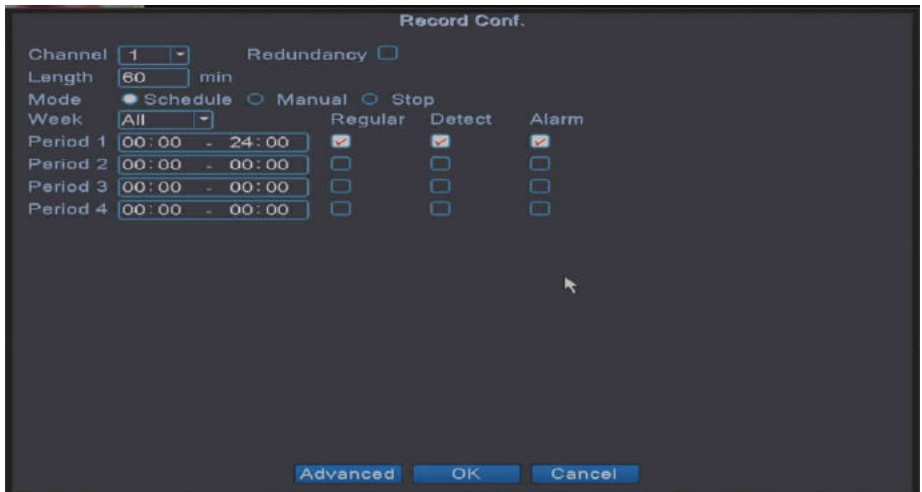 Record Conf.
Channel 1 Redundancy
Length 60 min
Mode Schedule Manual Stop
Week All Regular Detect Alarm
Period 1 00:00 - 24:00
Period 2 00:00 - 00:00
Period 3 00:00 - 00:00
Period 4 00:00 - 00:00
Advanced OK Cancel